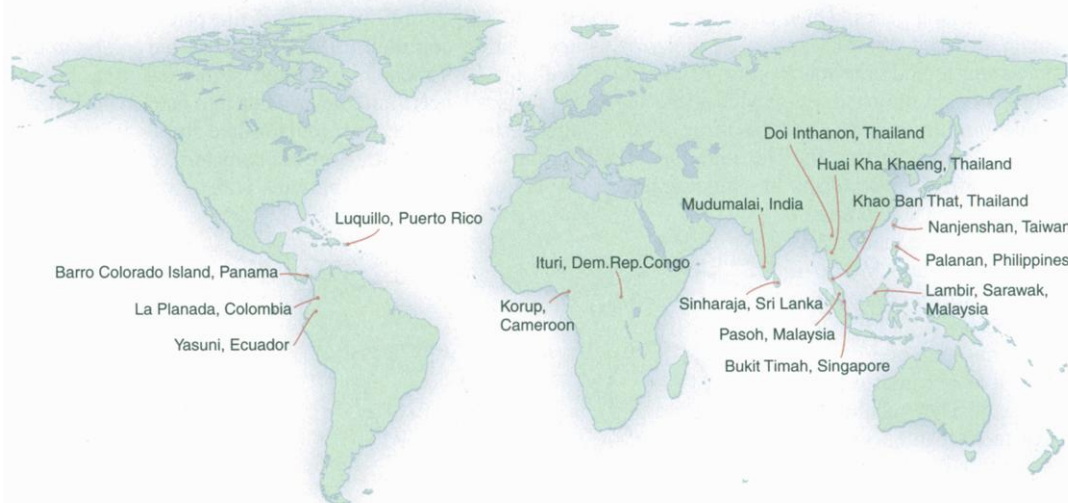 Doi Inthanon, Thailand
Huai Kha Khaeng, Thailand
Mudumalai, India
Khao Ban That, Thailand
Luquillo, Puerto Rico
Nanjenshan, Taiwan
Barro Colorado Island, Panama
Ituri, Dem.Rep.Congo
Palanan, Philippines
La Planada, Colombia
Korup,
Cameroon
Sinharaja, Sri Lanka
Lambir, Sarawak,
Malaysia
Yasuni, Ecuador
Pasoh, Malaysia
Bukit Timah, Singapore